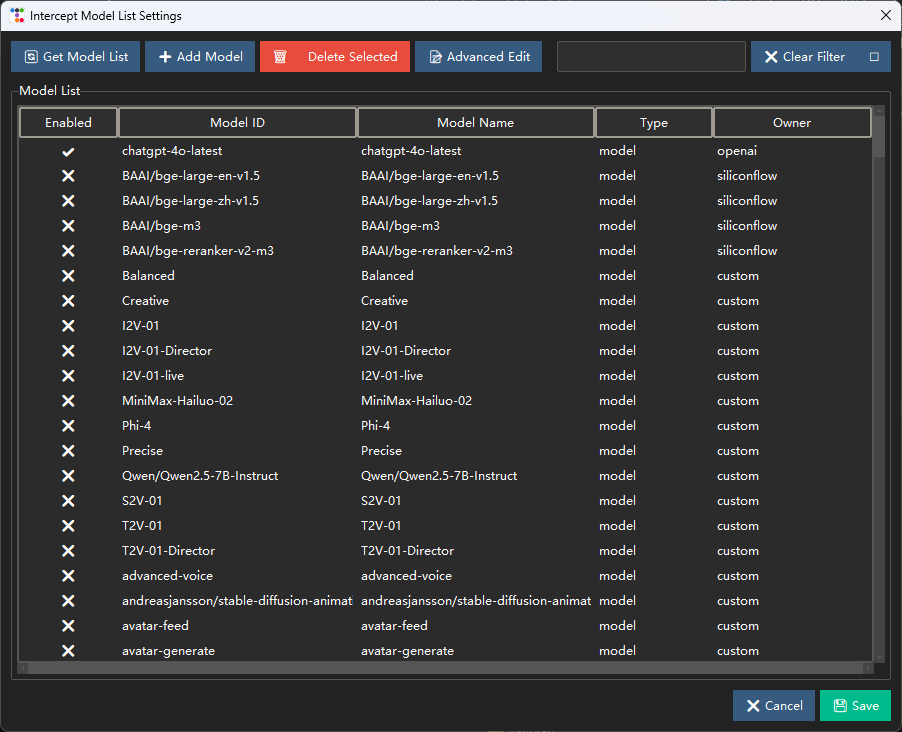 Intercept Model List Settings
Get Model List Add Model Delete Selected Advanced Edit Clear Filter
Model List
Enabled Model ID Model Name Type Owner
chatgpt-4o-latest chatgpt-4o-latest model openai
BAAI/bge-large-en-v1.5 BAAI/bge-large-en-v1.5 model siliconflow
BAAI/bge-large-zh-v1.5 BAAI/bge-large-zh-v1.5 model siliconflow
BAAI/bge-m3 BAAI/bge-m3 model siliconflow
BAAI/bge-reranker-v2-m3 BAAI/bge-reranker-v2-m3 model siliconflow
Balanced Balanced model custom
Creative Creative model custom
I2V-01 I2V-01 model custom
I2V-01-Director I2V-01-Director model custom
I2V-01-live I2V-01-live model custom
MiniMax-Hailuo-02 MiniMax-Hailuo-02 model custom
Phi-4 Phi-4 model custom
Precise Precise model custom
Qwen/Qwen2.5-7B-Instruct Qwen/Qwen2.5-7B-Instruct model custom
S2V-01 S2V-01 model custom
T2V-01 T2V-01 model custom
T2V-01-Director T2V-01-Director model custom
advanced-voice advanced-voice model custom
andreasjansson/stable-diffusion-animat andreasjansson/stable-diffusion-animat model custom
avatar-feed avatar-feed model custom
avatar-generate avatar-generate model custom
Cancel Save